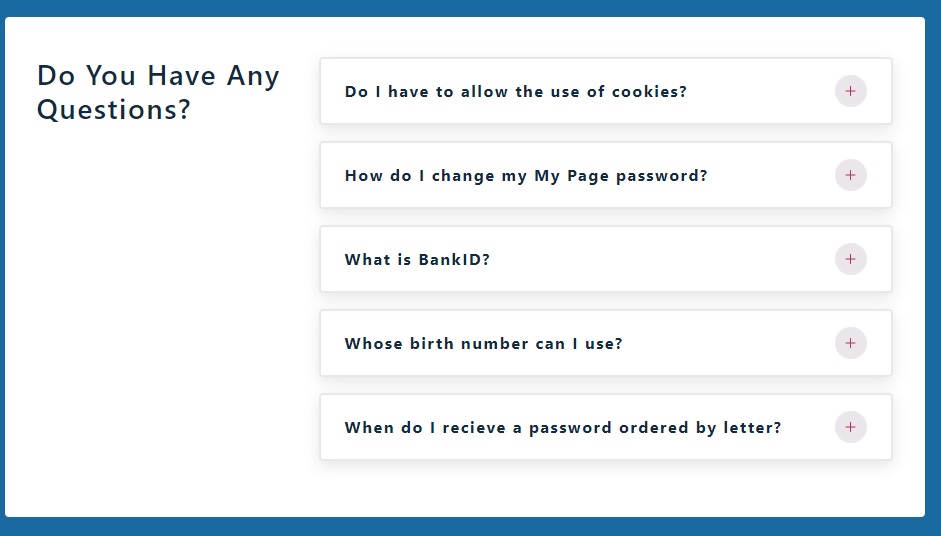 Do You Have Any
Questions?
Do I have to allow the use of cookies?
How do I change my My Page password?
What is BankID?
Whose birth number can I use?
When do I recieve a password ordered by letter?